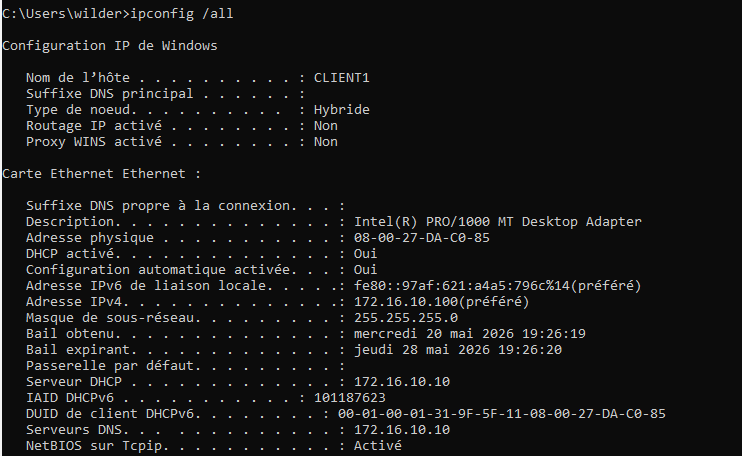 C:\Users\wilder>ipconfig /all
Configuration IP de Windows
Nom de l’hôte . . . . . . . . . . : CLIENT1
Suffixe DNS principal . . . . . . :
Type de noeud. . . . . . . . . . : Hybride
Routage IP activé . . . . . . . . : Non
Proxy WINS activé . . . . . . . . : Non
Carte Ethernet Ethernet :
Suffixe DNS propre à la connexion. . . :
Description. . . . . . . . . . . . . . : Intel(R) PRO/1000 MT Desktop Adapter
Adresse physique . . . . . . . . . . . : 08-00-27-DA-C0-85
DHCP activé. . . . . . . . . . . . . . : Oui
Configuration automatique activée. . . : Oui
Adresse IPv6 de liaison locale. . . . .: fe80::97af:621:a4a5:796c%14(préféré)
Adresse IPv4. . . . . . . . . . . . . .: 172.16.10.100(préféré)
Masque de sous-réseau. . . . . . . . . : 255.255.255.0
Bail obtenu. . . . . . . . . . . . . . : mercredi 20 mai 2026 19:26:19
Bail expirant. . . . . . . . . . . . . : jeudi 28 mai 2026 19:26:20
Passerelle par défaut. . . . . . . . . :
Serveur DHCP . . . . . . . . . . . . . : 172.16.10.10
IAID DHCPv6 . . . . . . . . . . . : 101187623
DUID de client DHCPv6. . . . . . . . : 00-01-00-01-31-9F-5F-11-08-00-27-DA-C0-85
Serveurs DNS. . . . . . . . . . . . . : 172.16.10.10
NetBIOS sur Tcpip. . . . . . . . . . . : Activé